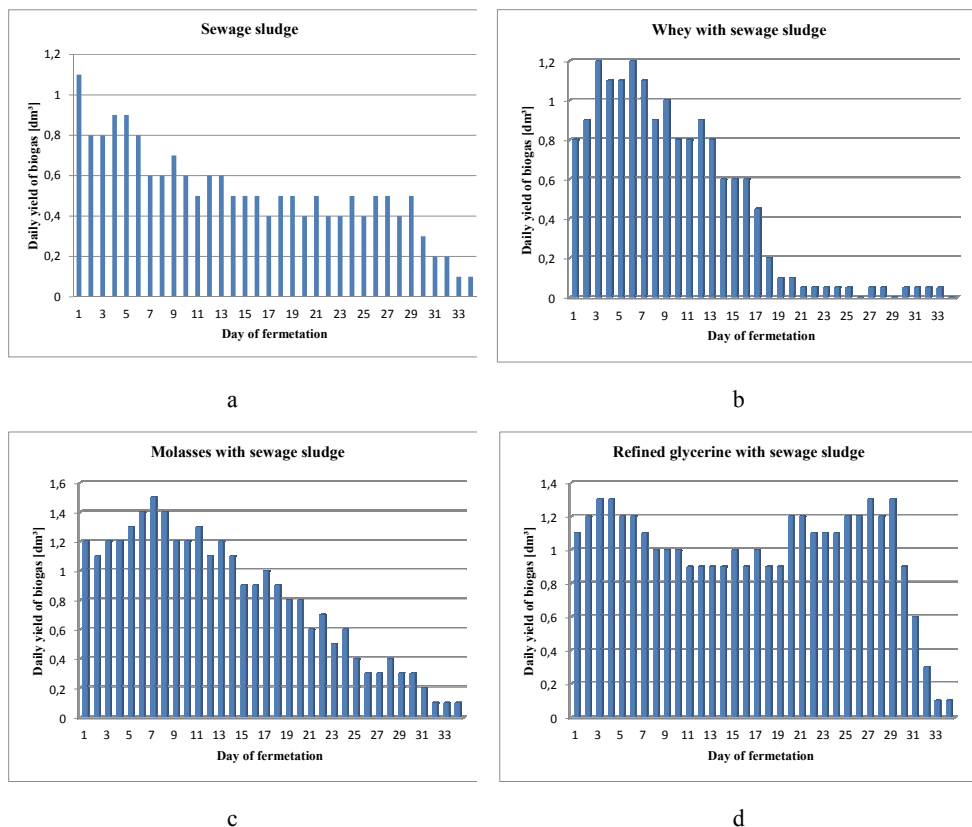 Sewage sludge
Daily yield of biogas [dm³]
1,2
1
0,8
0,6
0,4
0,2
0
1 3 5 7 9 11 13 15 17 19 21 23 25 27 29 31 33
Day of fermetation
a
Whey with sewage sludge
Daily yield of biogas [dm³]
1,2
1
0,8
0,6
0,4
0,2
0
1 3 5 7 9 11 13 15 17 19 21 23 25 27 29 31 33
Day of fermetation
b
Molasses with sewage sludge
Daily yield of biogas [dm³]
1,6
1,4
1,2
1
0,8
0,6
0,4
0,2
0
1 3 5 7 9 11 13 15 17 19 21 23 25 27 29 31 33
Day of fermetation
c
Refined glycerine with sewage sludge
Daily yield of biogas [dm³]
1,4
1,2
1
0,8
0,6
0,4
0,2
0
1 3 5 7 9 11 13 15 17 19 21 23 25 27 29 31 33
Day of fermetation
d